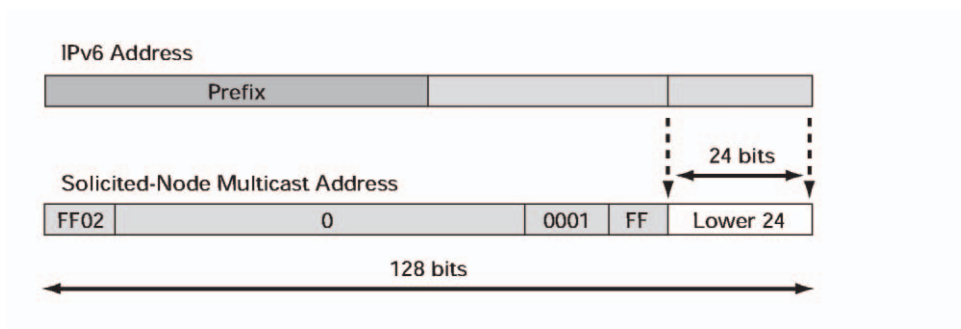 IPv6 Address
Prefix
24 bits
Solicited-Node Multicast Address
FF02 0 0001 FF Lower 24
128 bits